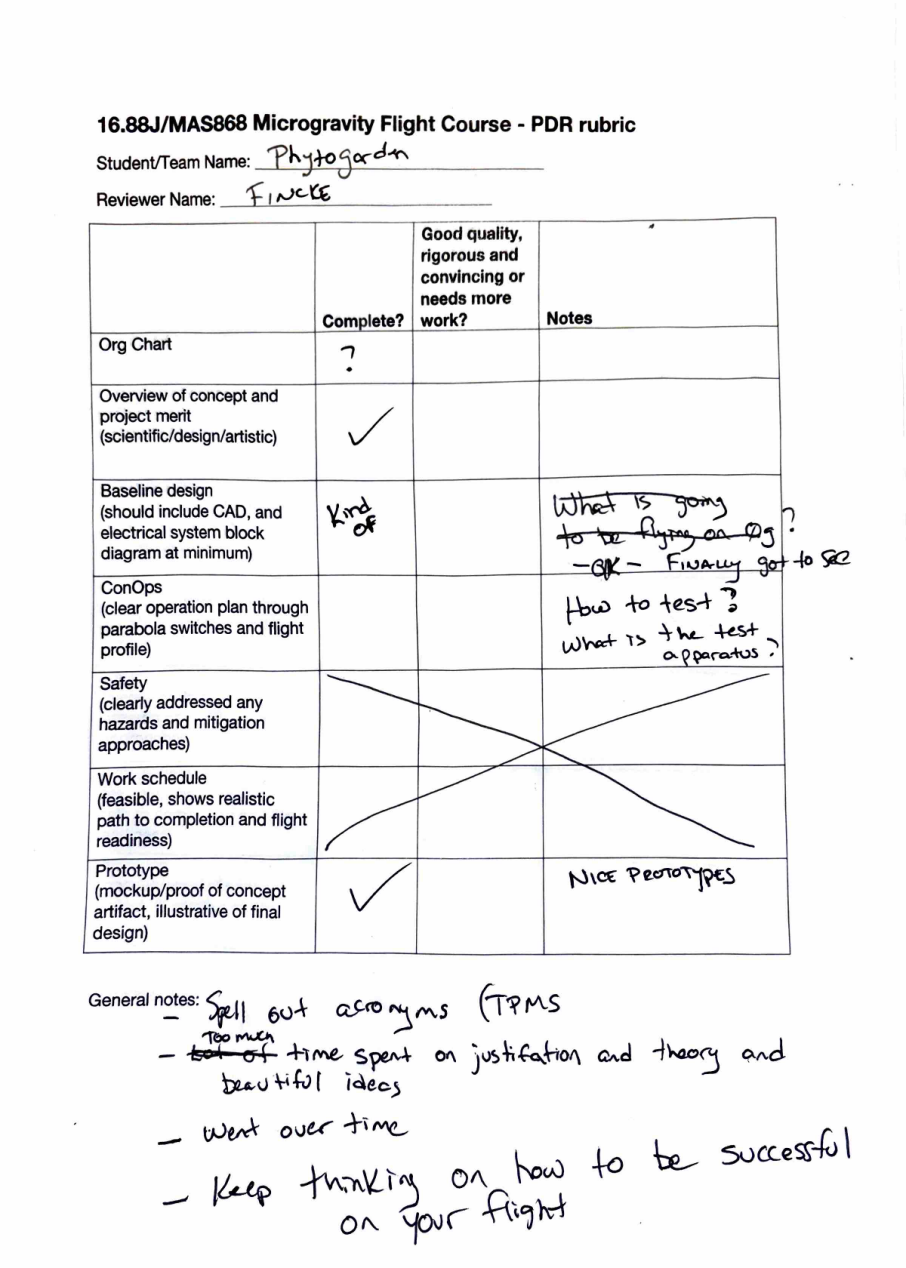 16.88J/MAS868 Microgravity Flight Course - PDR rubric
Student/Team Name: Phytogarden
Reviewer Name: FINCKE
Complete?
Good quality,
rigorous and
convincing or
needs more
work?
Notes
Org Chart
?
Overview of concept and
project merit
(scientific/design/artistic)
✓
Baseline design
(should include CAD, and
electrical system block
diagram at minimum)
Kind
of
What is going
to be flying on 0g ?
- OK - FINALLY got to see
ConOps
(clear operation plan through
parabola switches and flight
profile)
How to test ?
What is the test
apparatus ?
Safety
(clearly addressed any
hazards and mitigation
approaches)
Work schedule
(feasible, shows realistic
path to completion and flight
readiness)
Prototype
(mockup/proof of concept
artifact, illustrative of final
design)
✓
NICE PROTOTYPES
General notes:
- Spell out acronyms (TPMS
Too much
- lot of time spent on justifation and theory and
beautiful ideas
- Went over time
- Keep thinking on how to be successful
on your flight